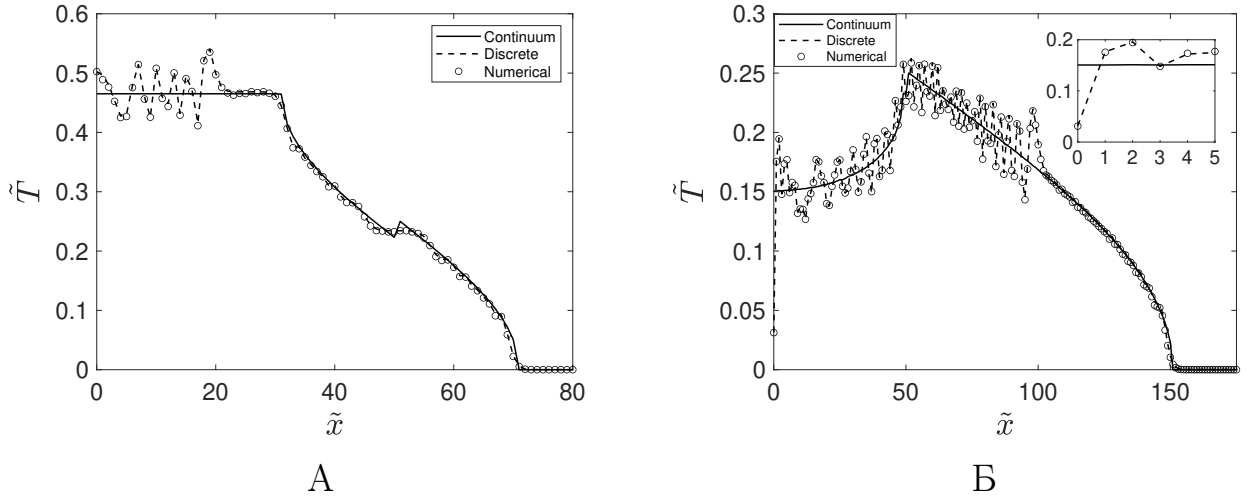 0.6
0.5
0.4
0.3
0.2
0.1
0
0 20 40 60 80
T̃
x̃
Continuum
Discrete
Numerical
А
0.3
0.25
0.2
0.15
0.1
0.05
0
0 50 100 150
T̃
x̃
Continuum
Discrete
Numerical
0.2
0.1
0
0 1 2 3 4 5
Б